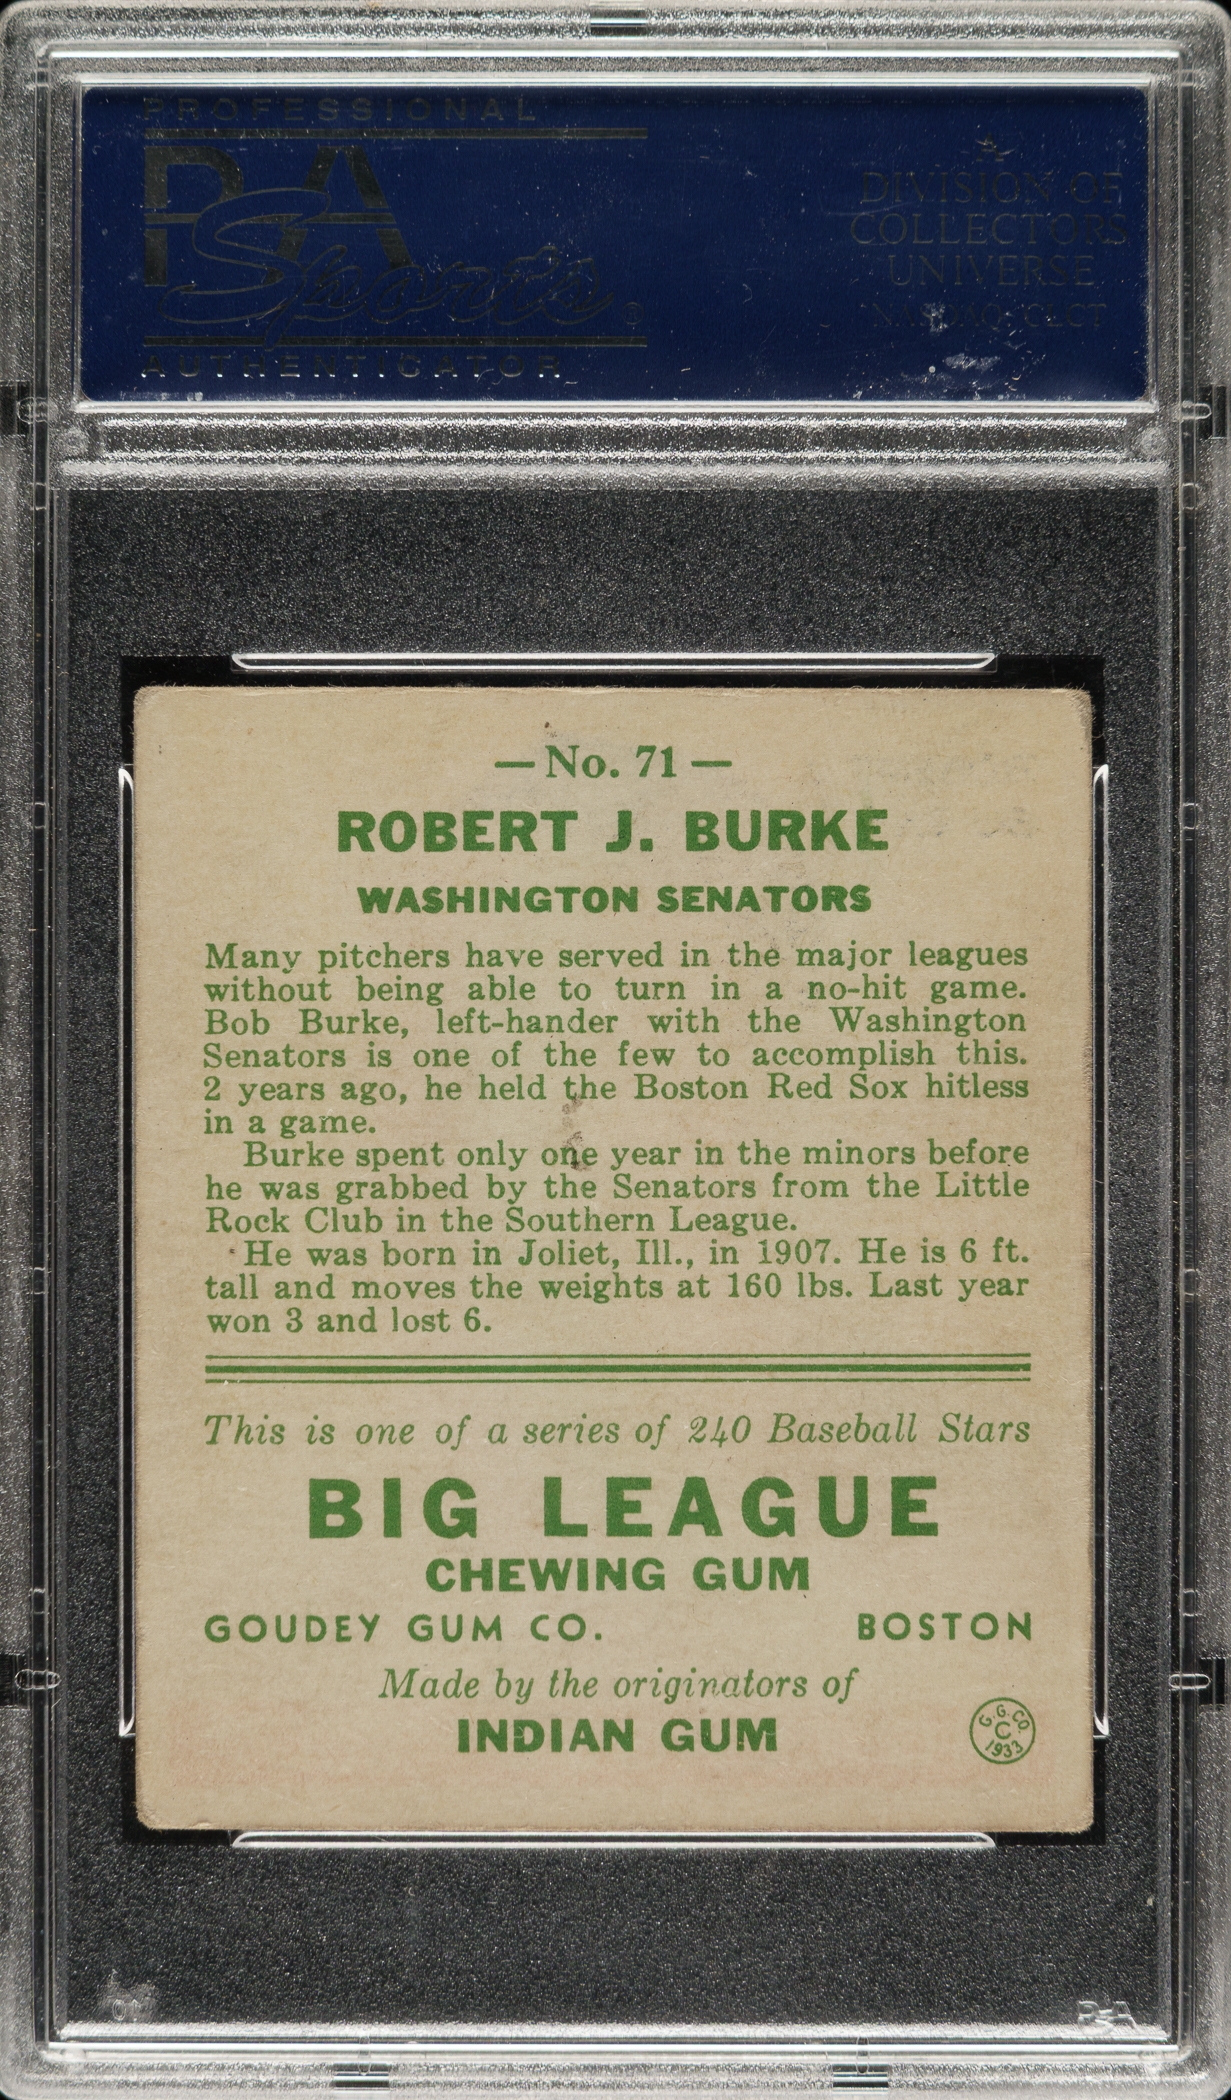 PROFESSIONAL
PSA
Sports®
AUTHENTICATOR
DIVISION OF
COLLECTORS
UNIVERSE
NASDAQ: CLCT
— No. 71 —
ROBERT J. BURKE
WASHINGTON SENATORS
Many pitchers have served in the major leagues
without being able to turn in a no-hit game.
Bob Burke, left-hander with the Washington
Senators is one of the few to accomplish this.
2 years ago, he held the Boston Red Sox hitless
in a game.
Burke spent only one year in the minors before
he was grabbed by the Senators from the Little
Rock Club in the Southern League.
He was born in Joliet, Ill., in 1907. He is 6 ft.
tall and moves the weights at 160 lbs. Last year
won 3 and lost 6.
This is one of a series of 240 Baseball Stars
BIG LEAGUE
CHEWING GUM
GOUDEY GUM CO. BOSTON
Made by the originators of
INDIAN GUM
G.G.CO.
C
1933
PSA